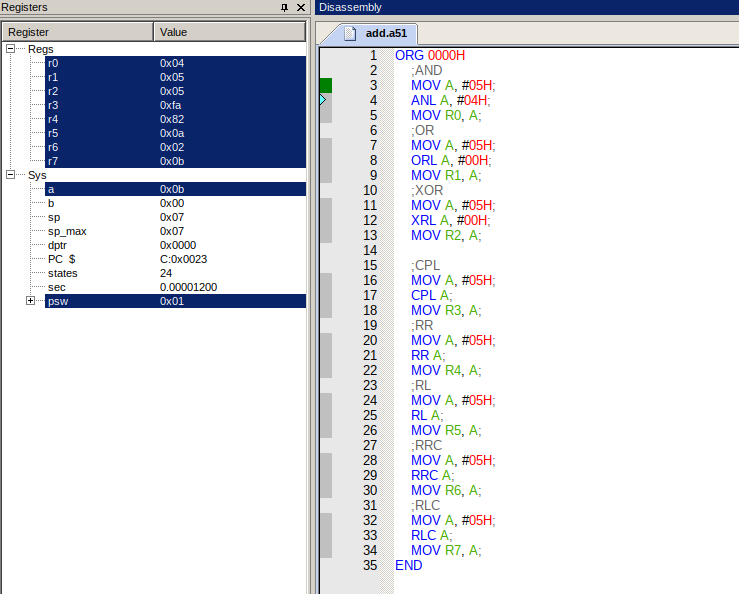 Registers
Register Value
Regs
r0 0x04
r1 0x05
r2 0x05
r3 0xfa
r4 0x82
r5 0x0a
r6 0x02
r7 0x0b
Sys
a 0x0b
b 0x00
sp 0x07
sp_max 0x07
dptr 0x0000
PC $ C:0x0023
states 24
sec 0.00001200
psw 0x01
Disassembly
add.a51
1 ORG 0000H
2 ;AND
3 MOV A, #05H;
4 ANL A, #04H;
5 MOV R0, A;
6 ;OR
7 MOV A, #05H;
8 ORL A, #00H;
9 MOV R1, A;
10 ;XOR
11 MOV A, #05H;
12 XRL A, #00H;
13 MOV R2, A;
14
15 ;CPL
16 MOV A, #05H;
17 CPL A;
18 MOV R3, A;
19 ;RR
20 MOV A, #05H;
21 RR A;
22 MOV R4, A;
23 ;RL
24 MOV A, #05H;
25 RL A;
26 MOV R5, A;
27 ;RRC
28 MOV A, #05H;
29 RRC A;
30 MOV R6, A;
31 ;RLC
32 MOV A, #05H;
33 RLC A;
34 MOV R7, A;
35 END